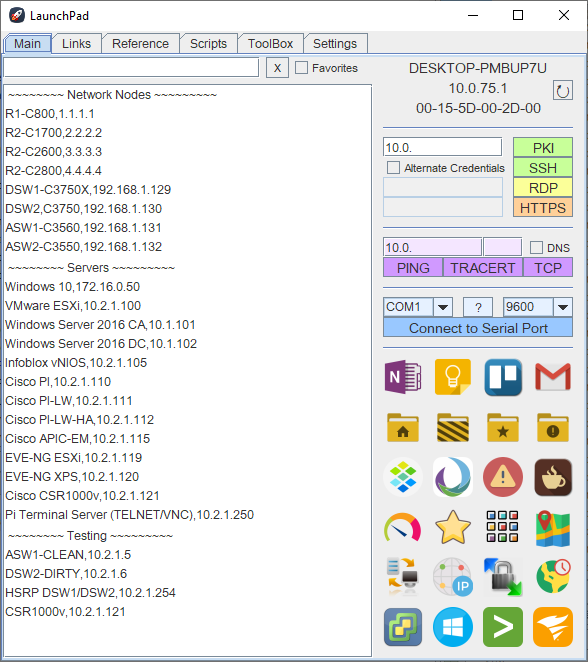 LaunchPad
Main Links Reference Scripts ToolBox Settings
X Favorites
~~~~~~~~ Network Nodes ~~~~~~~~~
R1-C800,1.1.1.1
R2-C1700,2.2.2.2
R2-C2600,3.3.3.3
R2-C2800,4.4.4.4
DSW1-C3750X,192.168.1.129
DSW2,C3750,192.168.1.130
ASW1-C3560,192.168.1.131
ASW2-C3550,192.168.1.132
~~~~~~~~ Servers ~~~~~~~~~
Windows 10,172.16.0.50
VMware ESXi,10.2.1.100
Windows Server 2016 CA,10.1.101
Windows Server 2016 DC,10.1.102
Infoblox vNIOS,10.2.1.105
Cisco PI,10.2.1.110
Cisco PI-LW,10.2.1.111
Cisco PI-LW-HA,10.2.1.112
Cisco APIC-EM,10.2.1.115
EVE-NG ESXi,10.2.1.119
EVE-NG XPS,10.2.1.120
Cisco CSR1000v,10.2.1.121
Pi Terminal Server (TELNET/VNC),10.2.1.250
~~~~~~~~ Testing ~~~~~~~~~
ASW1-CLEAN,10.2.1.5
DSW2-DIRTY,10.2.1.6
HSRP DSW1/DSW2,10.2.1.254
CSR1000v,10.2.1.121
DESKTOP-PMBUP7U
10.0.75.1
00-15-5D-00-2D-00
10.0. PKI
Alternate Credentials SSH
RDP
HTTPS
10.0. DNS
PING TRACERT TCP
COM1 ? 9600
Connect to Serial Port
N
IP